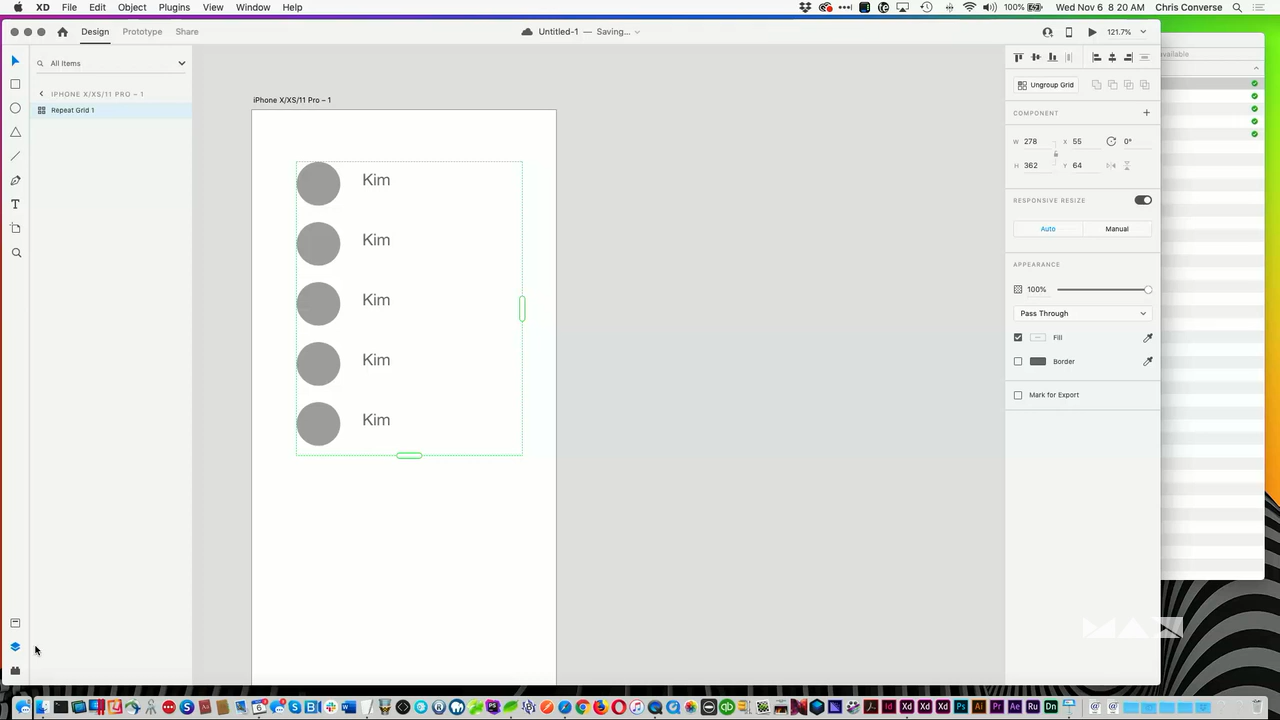 XD File Edit Object Plugins View Window Help 100% Wed Nov 6 8:20 AM Chris Converse
Design Prototype Share Untitled-1 — Saving... 121.7%
All Items
IPHONE X/XS/11 PRO – 1
Repeat Grid 1
iPhone X/XS/11 Pro – 1
Kim
Kim
Kim
Kim
Kim
Ungroup Grid
COMPONENT
W 278 X 55 0°
H 362 Y 64
RESPONSIVE RESIZE
Auto Manual
APPEARANCE
100%
Pass Through
Fill
Border
Mark for Export
available
MAX